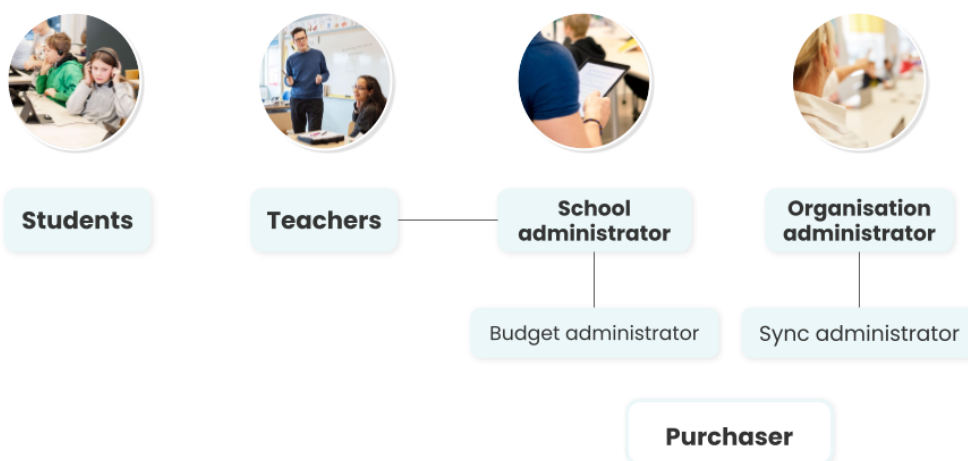 Students
Teachers
School
administrator
Organisation
administrator
Budget administrator
Sync administrator
Purchaser